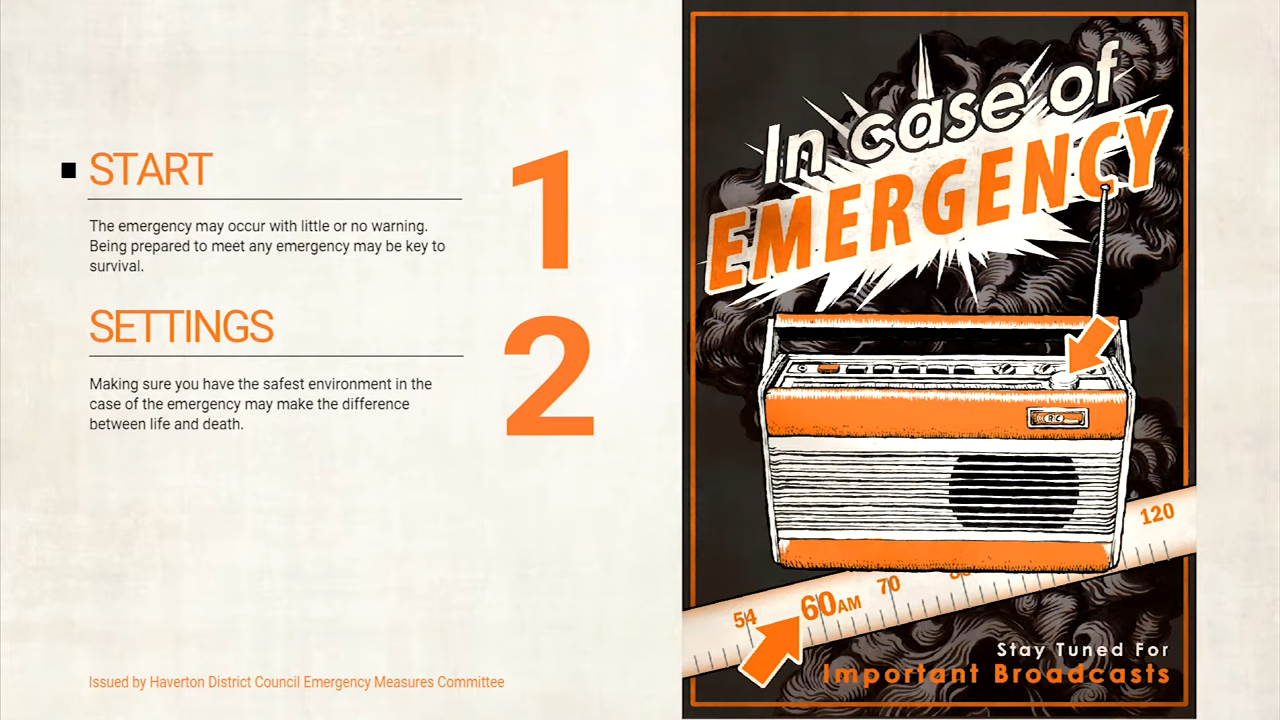 START
1
The emergency may occur with little or no warning.
Being prepared to meet any emergency may be key to
survival.
SETTINGS
2
Making sure you have the safest environment in the
case of the emergency may make the difference
between life and death.
Issued by Haverton District Council Emergency Measures Committee
In case of
EMERGENCY
120
54
60AM
70
Stay Tuned For
Important Broadcasts